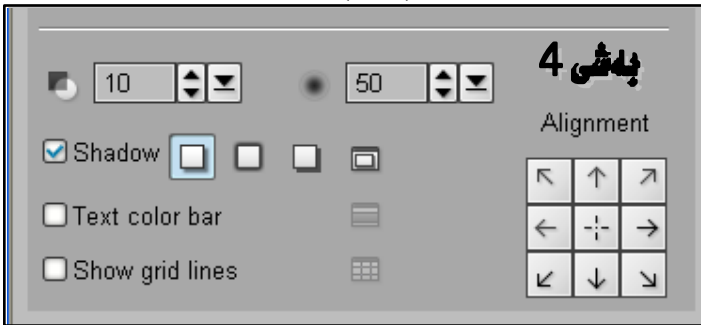 10 50 بەشی 4
Alignment
Shadow
Text color bar
Show grid lines